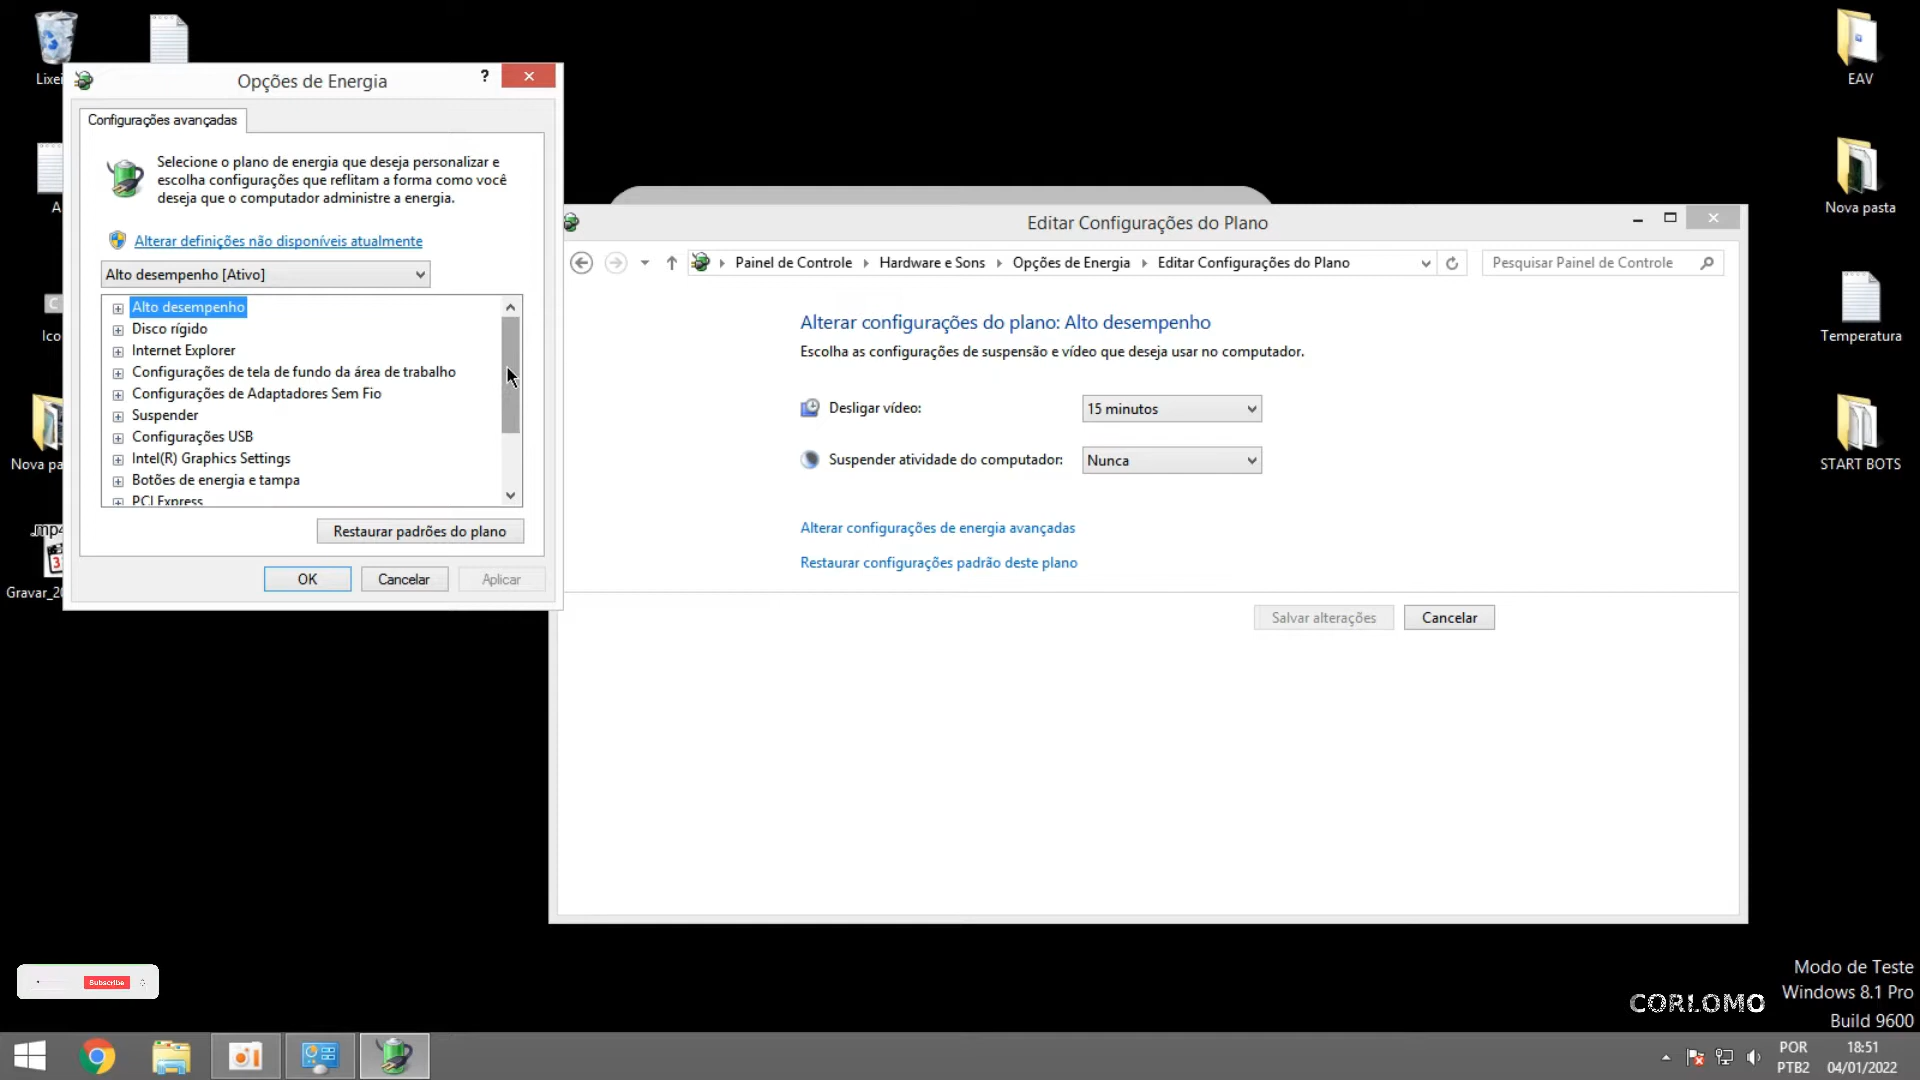 Opções de Energia
?
Configurações avançadas
Selecione o plano de energia que deseja personalizar e
escolha configurações que reflitam a forma como você
deseja que o computador administre a energia.
Alterar definições não disponíveis atualmente
Alto desempenho [Ativo]
Alto desempenho
Disco rígido
Internet Explorer
Configurações de tela de fundo da área de trabalho
Configurações de Adaptadores Sem Fio
Suspender
Configurações USB
Intel(R) Graphics Settings
Botões de energia e tampa
PCI Express
Restaurar padrões do plano
OK
Cancelar
Aplicar
Editar Configurações do Plano
Painel de Controle
Hardware e Sons
Opções de Energia
Editar Configurações do Plano
Pesquisar Painel de Controle
Alterar configurações do plano: Alto desempenho
Escolha as configurações de suspensão e vídeo que deseja usar no computador.
Desligar vídeo:
15 minutos
Suspender atividade do computador:
Nunca
Alterar configurações de energia avançadas
Restaurar configurações padrão deste plano
Salvar alterações
Cancelar
Lixei
A
Ico
Nova pa
.mp4
Gravar_20
EAV
Nova pasta
Temperatura
START BOTS
Subscribe
CORLOMO
Modo de Teste
Windows 8.1 Pro
Build 9600
POR
PTB2
18:51
04/01/2022